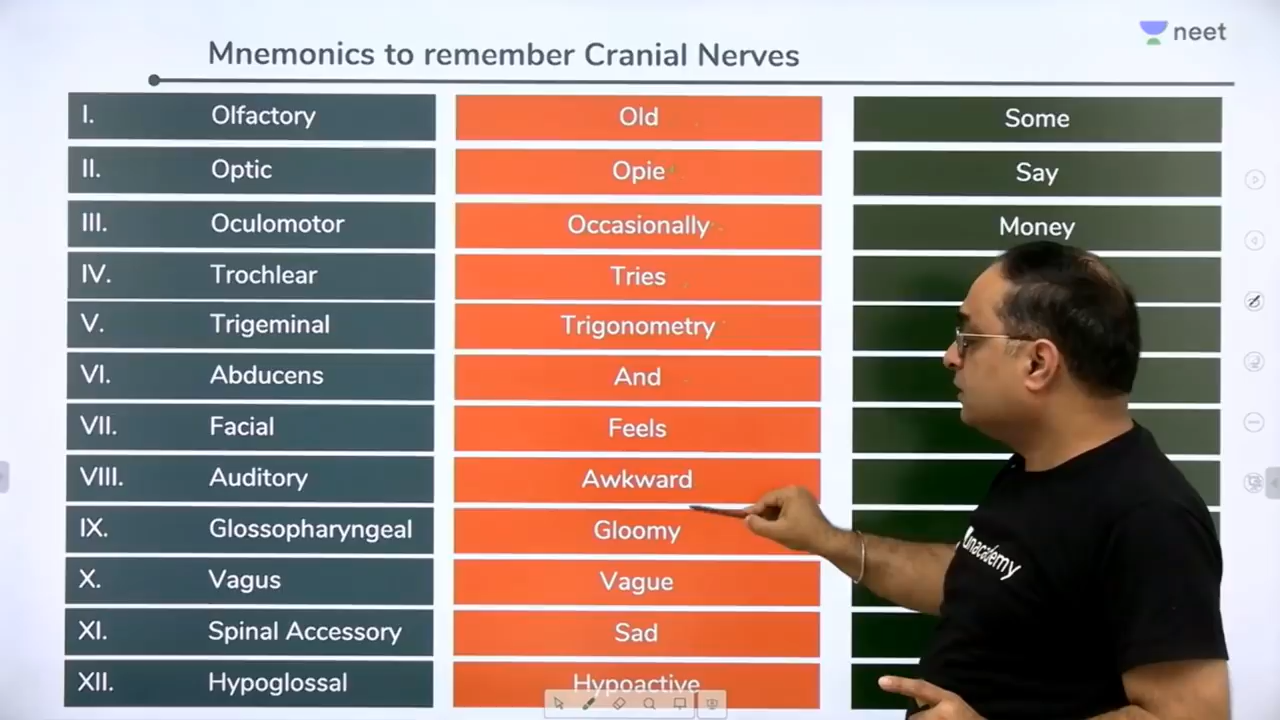 neet
Mnemonics to remember Cranial Nerves
I. Olfactory Old Some
II. Optic Opie Say
III. Oculomotor Occasionally Money
IV. Trochlear Tries
V. Trigeminal Trigonometry
VI. Abducens And
VII. Facial Feels
VIII. Auditory Awkward
IX. Glossopharyngeal Gloomy
X. Vagus Vague
XI. Spinal Accessory Sad
XII. Hypoglossal Hypoactive
unacademy